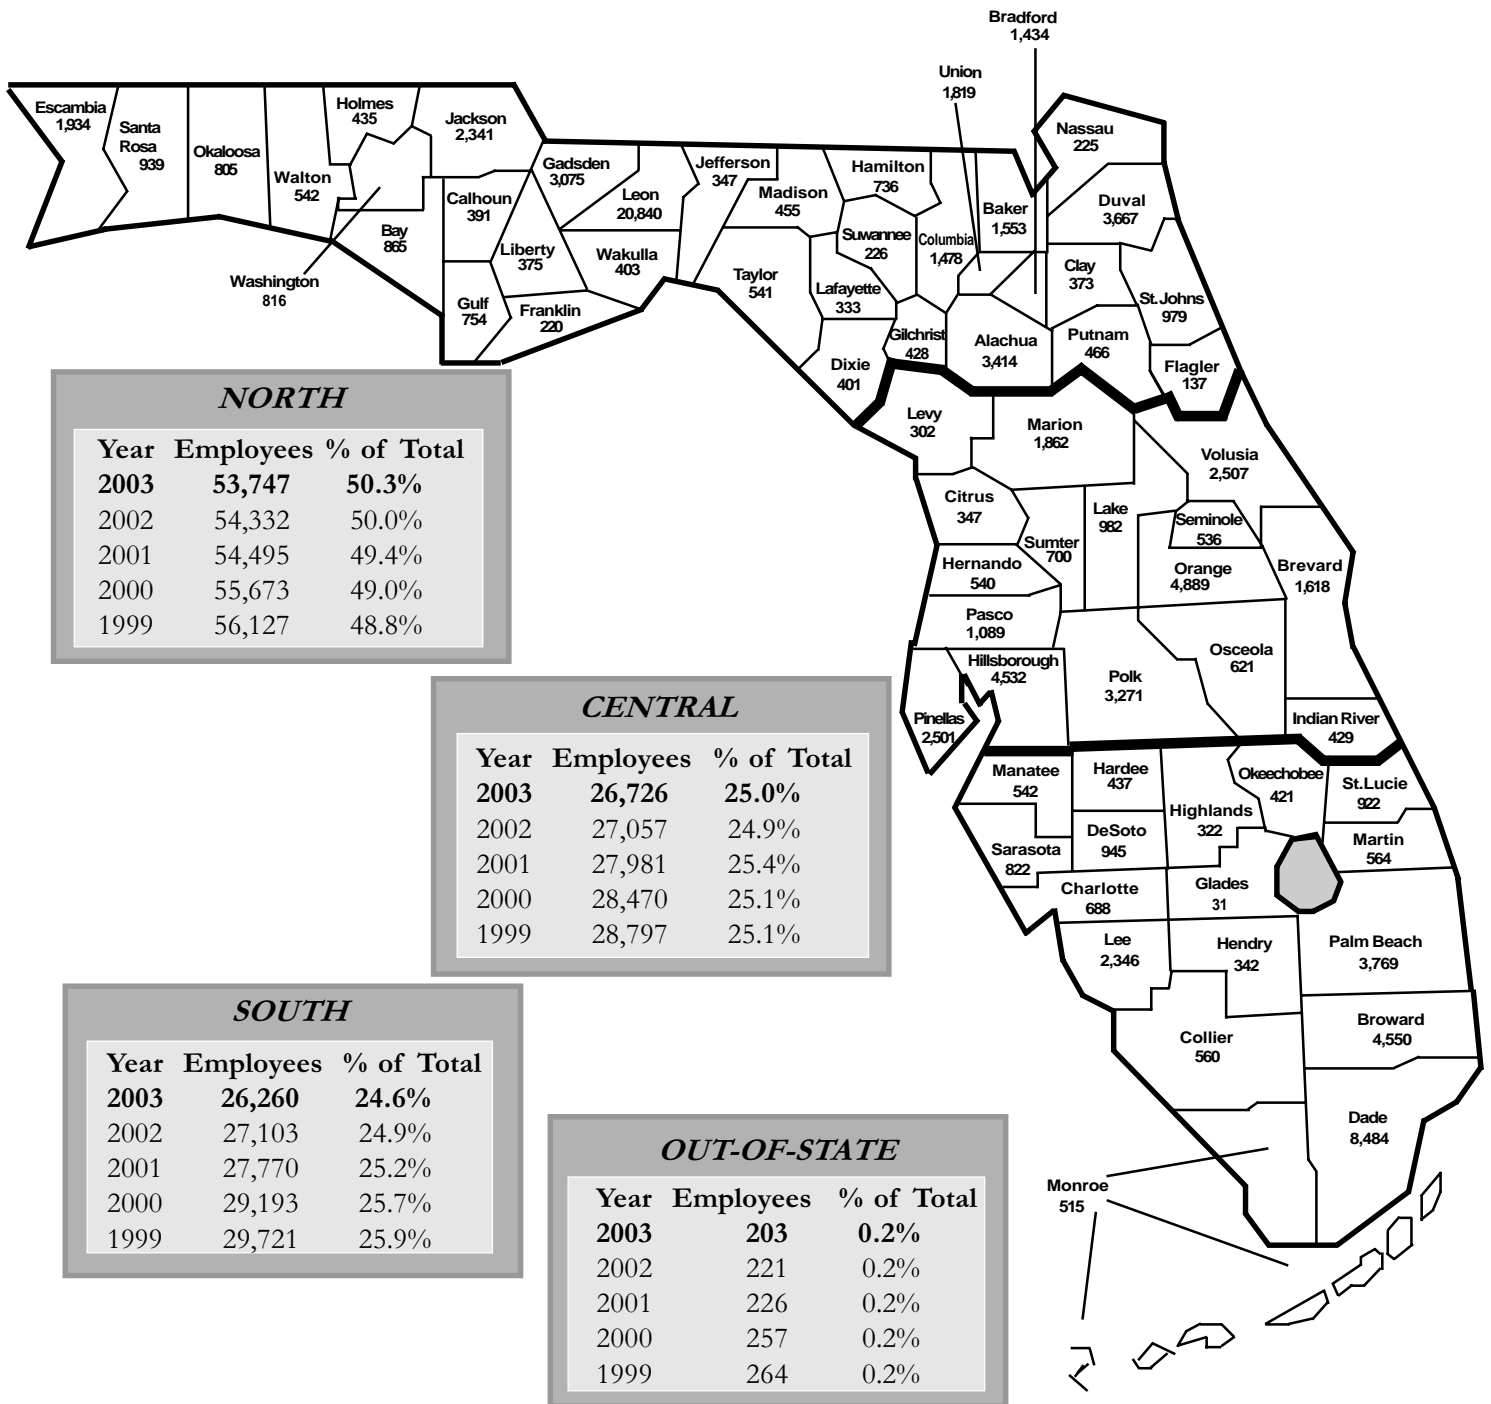 Bradford
1,434
Union
1,819
Escambia
1,934
Santa
Rosa
939
Okaloosa
805
Walton
542
Holmes
435
Jackson
2,341
Washington
816
Bay
865
Calhoun
391
Gulf
754
Liberty
375
Franklin
220
Gadsden
3,075
Leon
20,840
Wakulla
403
Jefferson
347
Madison
455
Taylor
541
Hamilton
736
Suwannee
226
Lafayette
333
Dixie
401
Columbia
1,478
Gilchrist
428
Baker
1,553
Alachua
3,414
Nassau
225
Duval
3,667
Clay
373
St. Johns
979
Putnam
466
Flagler
137
Levy
302
Marion
1,862
Volusia
2,507
Citrus
347
Sumter
700
Lake
982
Seminole
536
Orange
4,889
Brevard
1,618
Hernando
540
Pasco
1,089
Hillsborough
4,532
Pinellas
2,501
Polk
3,271
Osceola
621
Indian River
429
Manatee
542
Hardee
437
Highlands
322
Okeechobee
421
St.Lucie
922
Sarasota
822
DeSoto
945
Martin
564
Charlotte
688
Glades
31
Lee
2,346
Hendry
342
Palm Beach
3,769
Collier
560
Broward
4,550
Dade
8,484
Monroe
515
NORTH
Year Employees % of Total
2003 53,747 50.3%
2002 54,332 50.0%
2001 54,495 49.4%
2000 55,673 49.0%
1999 56,127 48.8%
CENTRAL
Year Employees % of Total
2003 26,726 25.0%
2002 27,057 24.9%
2001 27,981 25.4%
2000 28,470 25.1%
1999 28,797 25.1%
SOUTH
Year Employees % of Total
2003 26,260 24.6%
2002 27,103 24.9%
2001 27,770 25.2%
2000 29,193 25.7%
1999 29,721 25.9%
OUT-OF-STATE
Year Employees % of Total
2003 203 0.2%
2002 221 0.2%
2001 226 0.2%
2000 257 0.2%
1999 264 0.2%